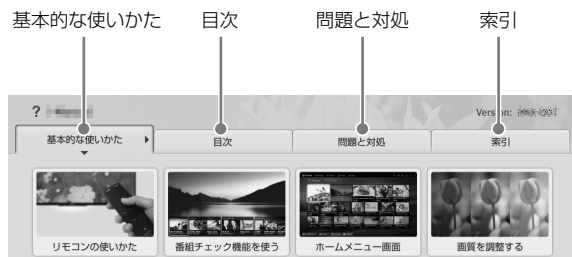 基本的な使いかた 目次 問題と対処 索引
? Version:
基本的な使いかた 目次 問題と対処 索引
リモコンの使いかた 番組チェック機能を使う ホームメニュー画面 画質を調整する